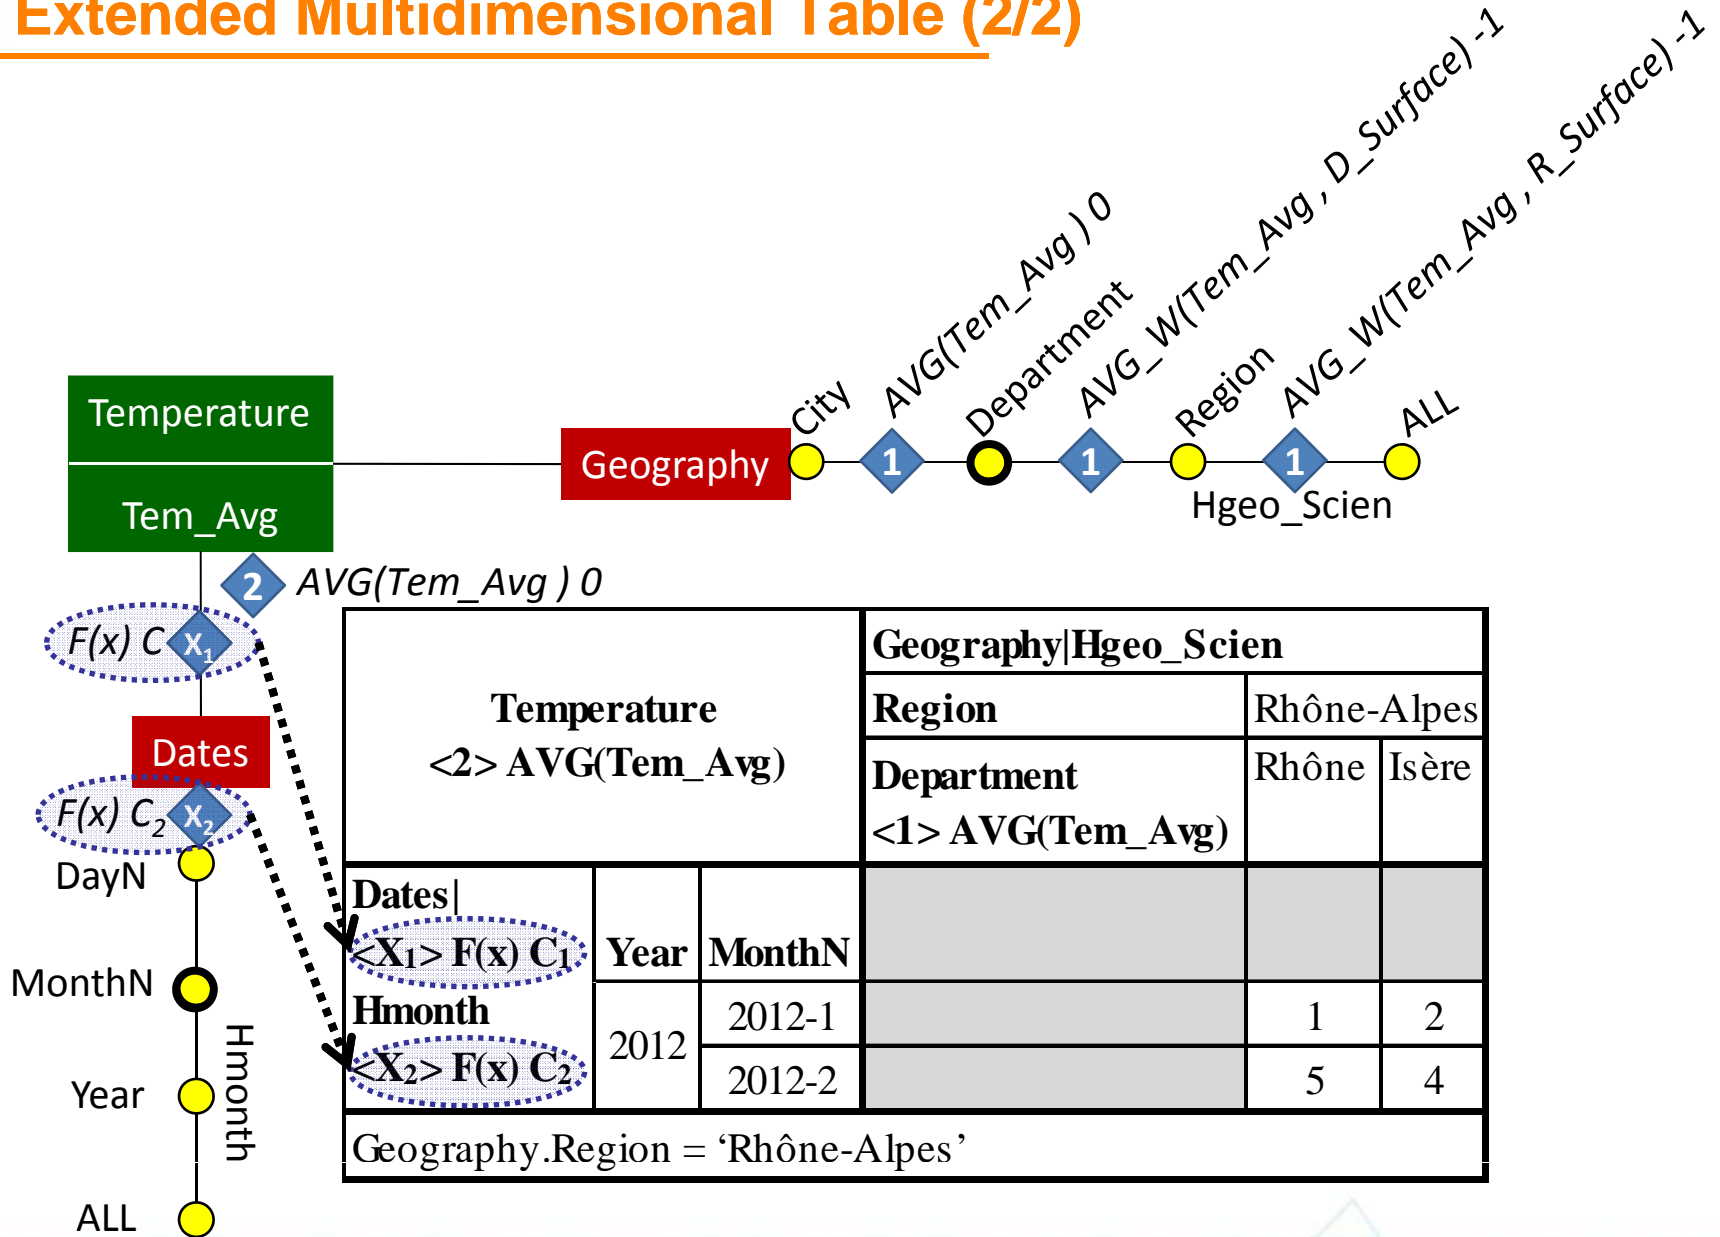 Extended Multidimensional Table (2/2)
AVG(Tem_Avg ) 0
AVG_W(Tem_Avg , D_Surface) -1
AVG_W(Tem_Avg , R_Surface) -1
City
Department
Region
ALL
Temperature
Geography
1
1
1
Hgeo_Scien
Tem_Avg
2
AVG(Tem_Avg ) 0
F(x) C
X1
Dates
F(x) C2
X2
DayN
MonthN
Year
ALL
Hmonth
Temperature
<2> AVG(Tem_Avg)
Geography|Hgeo_Scien
Region
Rhône-Alpes
Department
<1> AVG(Tem_Avg)
Rhône
Isère
Dates|
<X1> F(x) C1
Hmonth
<X2> F(x) C2
Year
MonthN
2012
2012-1
1
2
2012-2
5
4
Geography.Region = ‘Rhône-Alpes’